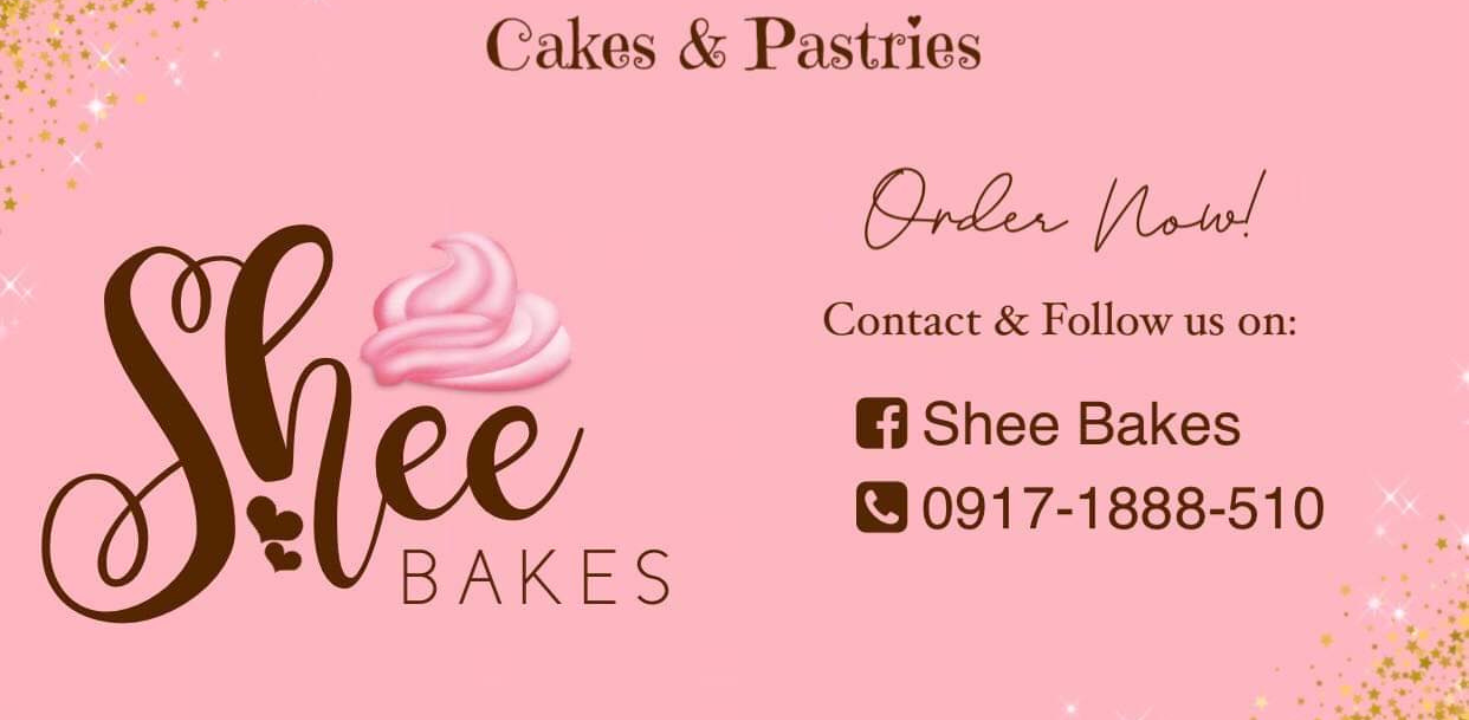 Cakes & Pastries
Shee
BAKES
Order Now!
Contact & Follow us on:
Shee Bakes
0917-1888-510